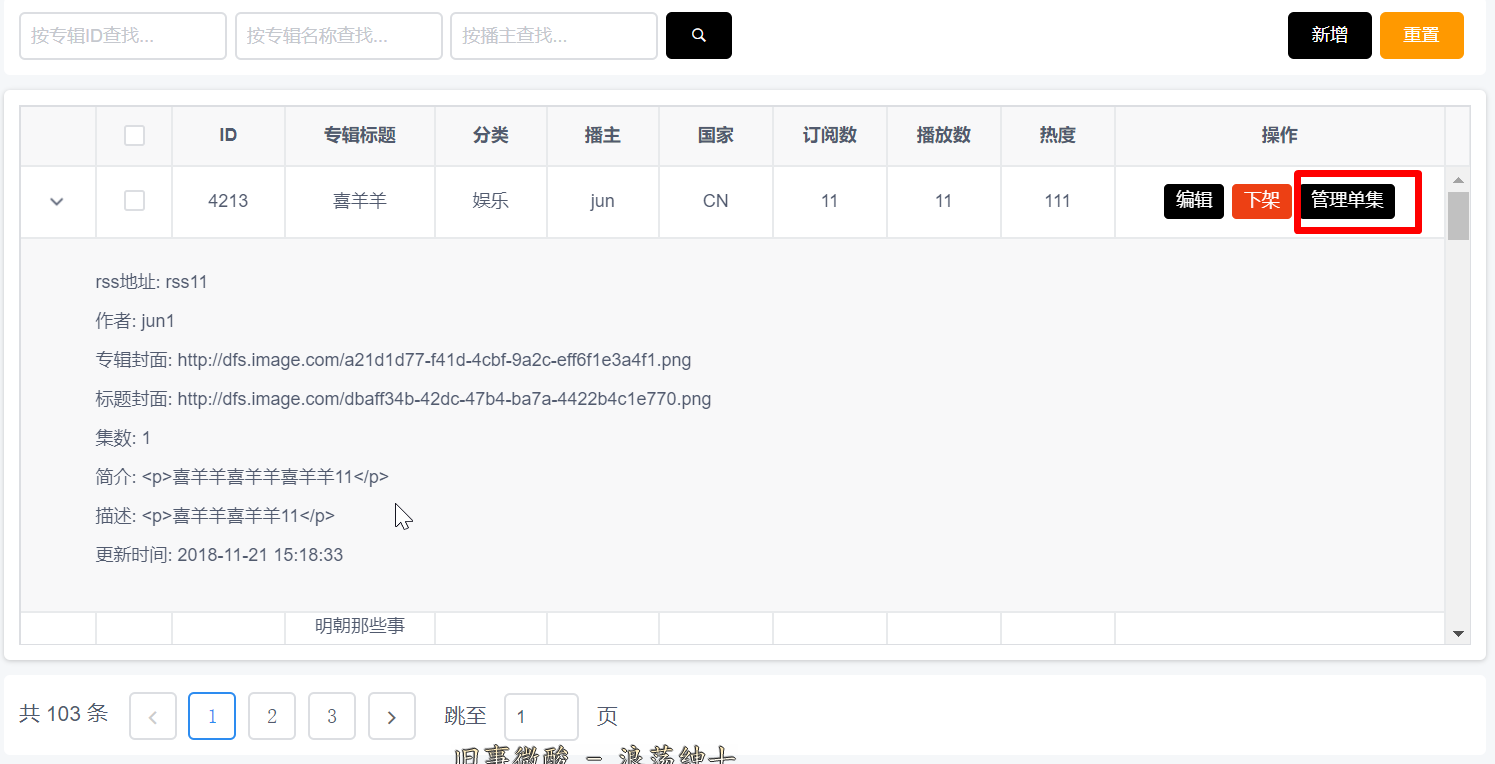 按专辑ID查找... 按专辑名称查找... 按播主查找... 新增 重置
ID 专辑标题 分类 播主 国家 订阅数 播放数 热度 操作
4213 喜羊羊 娱乐 jun CN 11 11 111 编辑 下架 管理单集
rss地址: rss11
作者: jun1
专辑封面: http://dfs.image.com/a21d1d77-f41d-4cbf-9a2c-eff6f1e3a4f1.png
标题封面: http://dfs.image.com/dbaff34b-42dc-47b4-ba7a-4422b4c1e770.png
集数: 1
简介: <p>喜羊羊喜羊羊喜羊羊11</p>
描述: <p>喜羊羊喜羊羊11</p>
更新时间: 2018-11-21 15:18:33
明朝那些事
共 103 条 1 2 3 跳至 1 页
旧事微酸 - 浪荡绅士